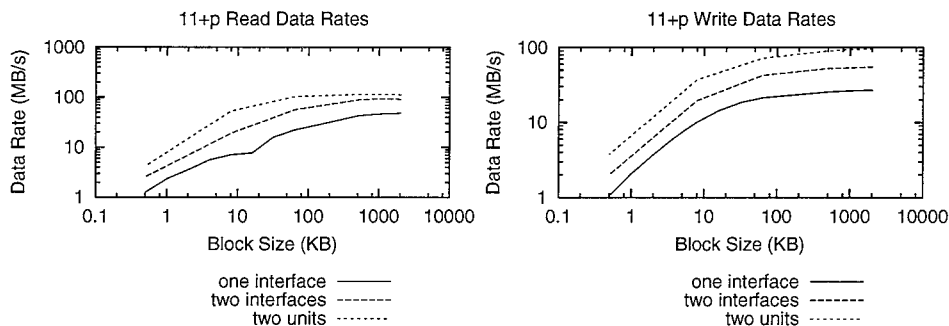 11+p Read Data Rates
Data Rate (MB/s)
1000
100
10
1
0.1 1 10 100 1000 10000
Block Size (KB)
one interface
two interfaces
two units
11+p Write Data Rates
Data Rate (MB/s)
100
10
1
0.1 1 10 100 1000 10000
Block Size (KB)
one interface
two interfaces
two units